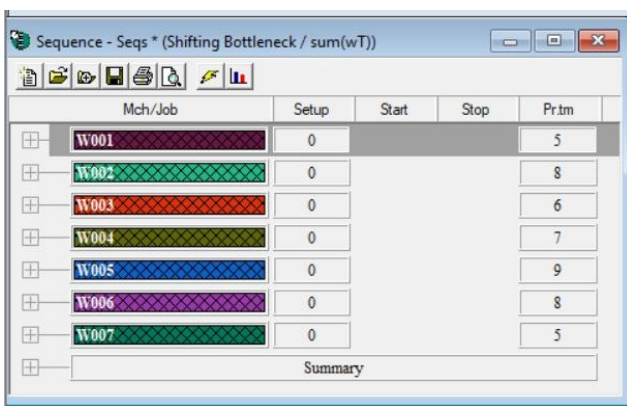 Sequence - Seqs * (Shifting Bottleneck / sum(wT))
Mch/Job Setup Start Stop Pr.tm
W001 0 5
W002 0 8
W003 0 6
W004 0 7
W005 0 9
W006 0 8
W007 0 5
Summary